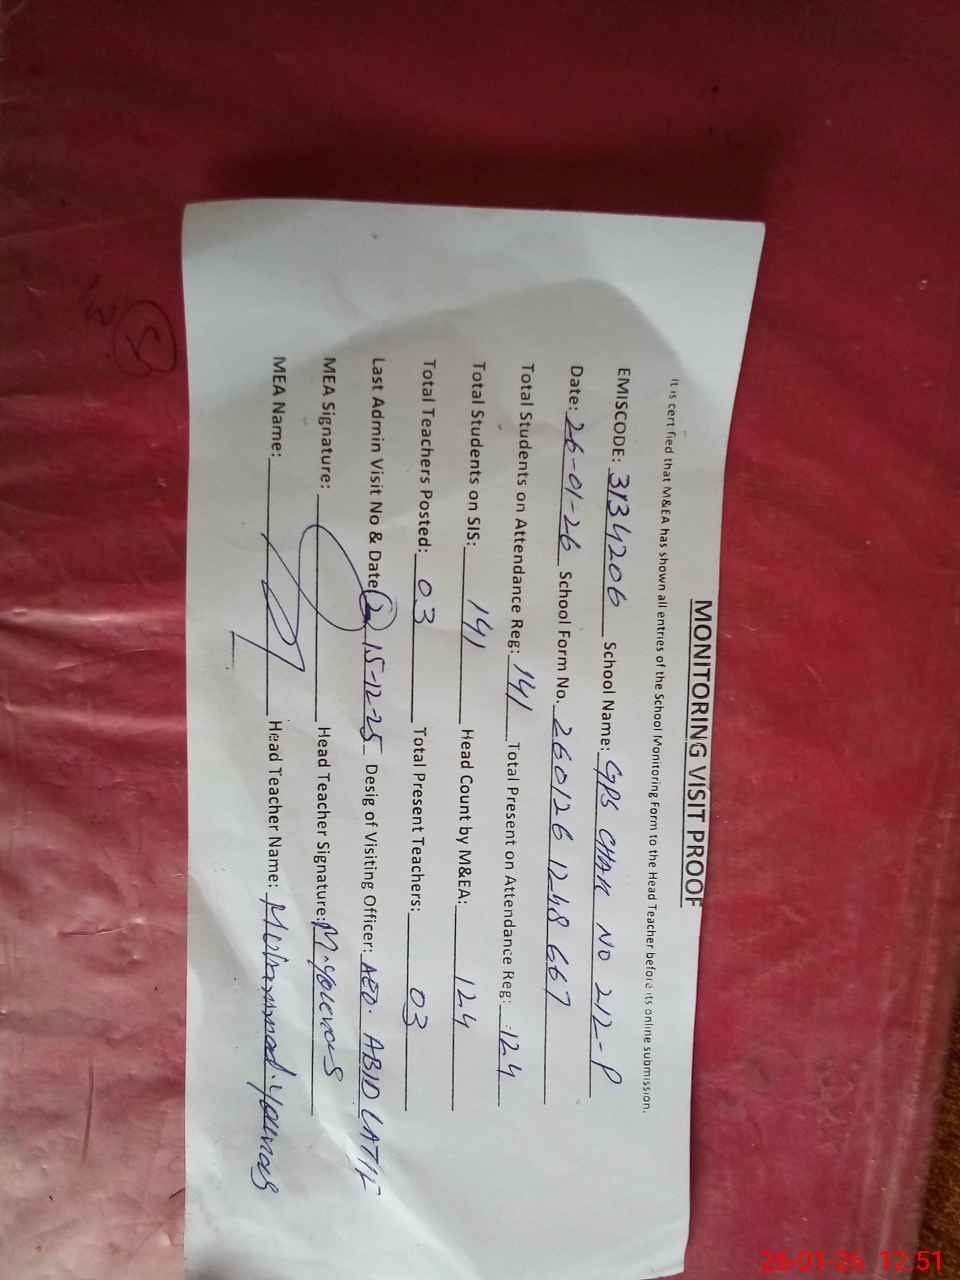 MONITORING VISIT PROOF
It is certified that M&EA has shown all entries of the School Monitoring Form to the Head Teacher before its online submission.
EMISCODE: 3134206 School Name: GPS CHAK NO 212-P
Date: 26-01-26 School Form No. 260126 1248 667
Total Students on Attendance Reg: 141 Total Present on Attendance Reg: 124
Total Students on SIS: 141 Head Count by M&EA: 124
Total Teachers Posted: 03 Total Present Teachers: 03
Last Admin Visit No & Date 15-12-25 Desig of Visiting Officer: AEO. ABID LATIF
MEA Signature: Head Teacher Signature: M.Younous
MEA Name: Head Teacher Name: Muhammad.Younous
26-01-26 12:51